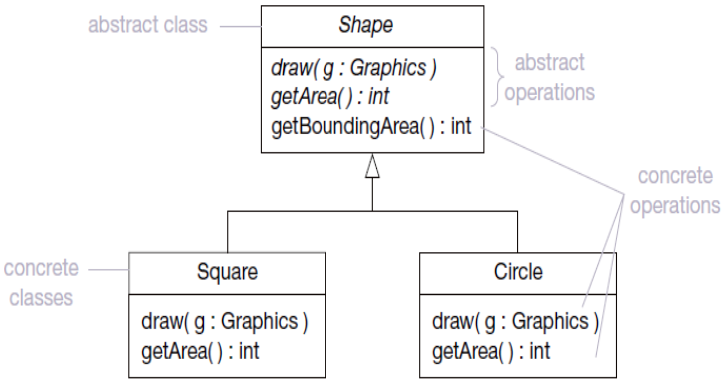 abstract class
Shape
draw( g : Graphics )
getArea( ) : int
getBoundingArea( ) : int
abstract
operations
concrete
operations
concrete
classes
Square
draw( g : Graphics )
getArea( ) : int
Circle
draw( g : Graphics )
getArea( ) : int